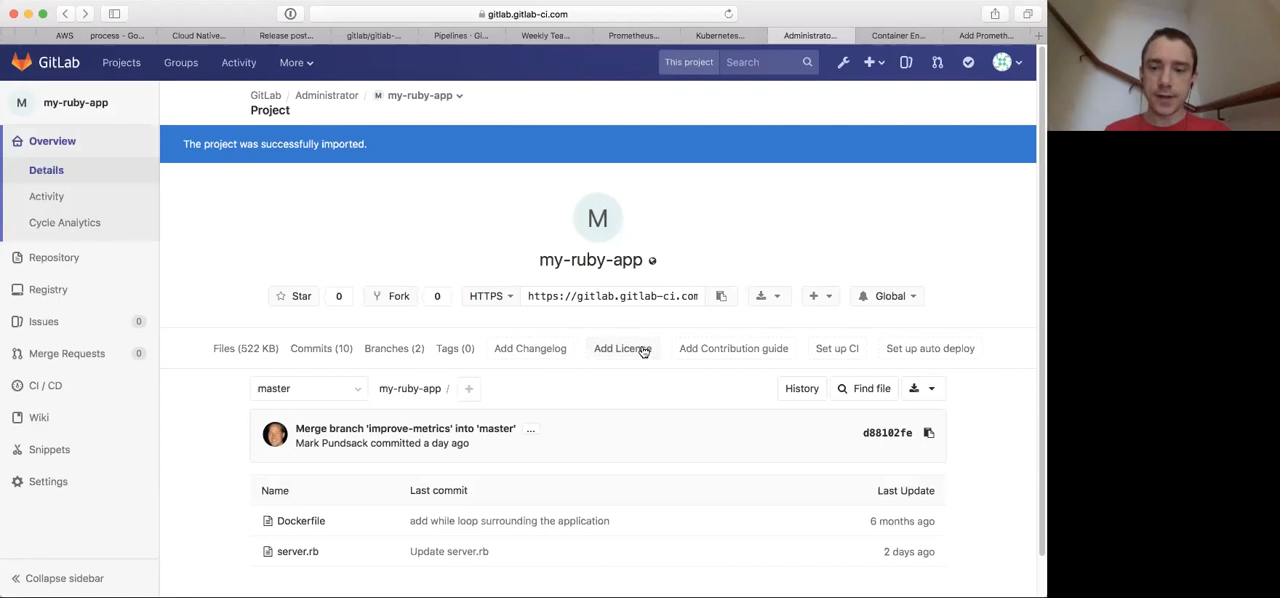 gitlab.gitlab-ci.com
AWS process - Go... Cloud Native... Release post... gitlab/gitlab-... Pipelines · Gi... Weekly Tea... Prometheus... Kubernetes... Administrato... Container En... Add Prometh...
GitLab Projects Groups Activity More This project Search
M my-ruby-app
GitLab Administrator M my-ruby-app
Project
Overview
Details
Activity
Cycle Analytics
Repository
Registry
Issues 0
Merge Requests 0
CI / CD
Wiki
Snippets
Settings
Collapse sidebar
The project was successfully imported.
M
my-ruby-app
Star 0 Fork 0 HTTPS https://gitlab.gitlab-ci.com Global
Files (522 KB) Commits (10) Branches (2) Tags (0) Add Changelog Add License Add Contribution guide Set up CI Set up auto deploy
master my-ruby-app / + History Find file
Merge branch 'improve-metrics' into 'master' ...
Mark Pundsack committed a day ago
d88102fe
Name Last commit Last Update
Dockerfile add while loop surrounding the application 6 months ago
server.rb Update server.rb 2 days ago